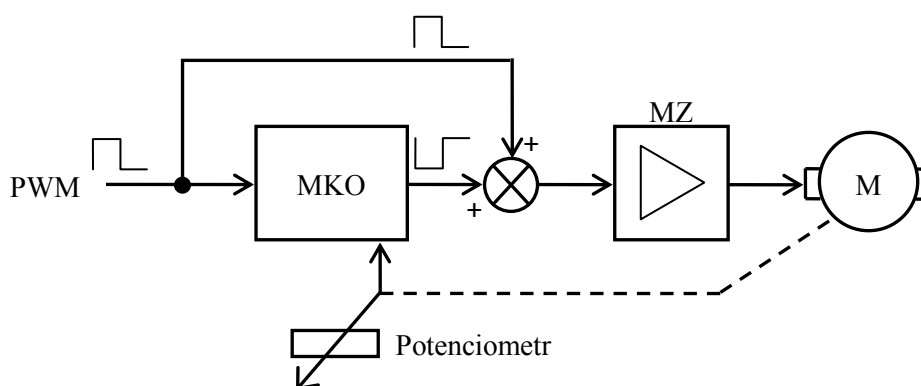 MZ
+
PWM
MKO
+
M
Potenciometr